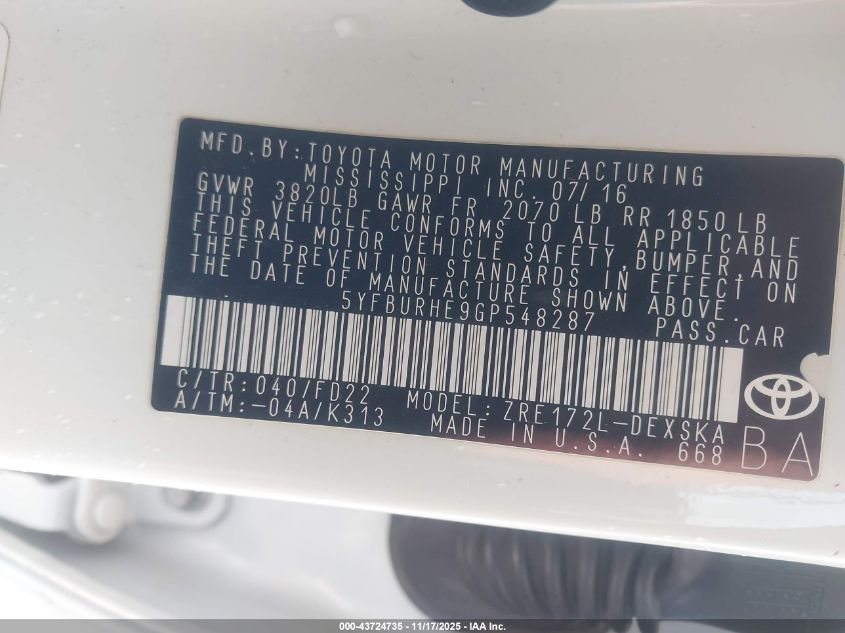 MFD.BY:TOYOTA MOTOR MANUFACTURING
MISSISSIPPI INC. 07/16
GVWR 3820LB GAWR FR 2070 LB RR 1850LB
THIS VEHICLE CONFORMS TO ALL APPLICABLE
FEDERAL MOTOR VEHICLE SAFETY,BUMPER,AND
THEFT PREVENTION STANDARDS IN EFFECT ON
THE DATE OF MANUFACTURE SHOWN ABOVE.
5YFBURHE9GP548287 PASS.CAR
C/TR:040/FD22
A/TM:-04A/K313 MODEL:ZRE172L-DEXSKA
MADE IN U.S.A. 668 BA
000-43724735 - 11/17/2025 - IAA Inc.